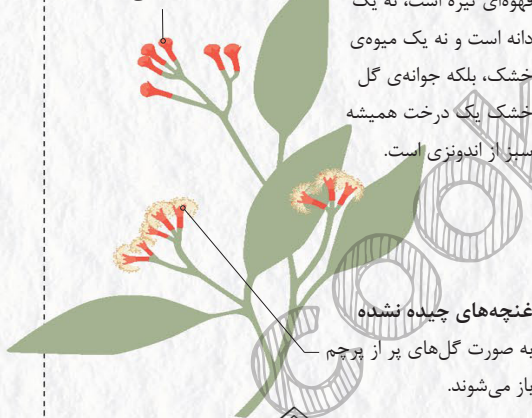 قهوه‌ای تیره است، نه یک
دانه است و نه یک میوه‌ی
خشک، بلکه جوانه‌ی گل
خشک یک درخت همیشه
سبز از اندونزی است.
غنچه‌های چیده نشده
به صورت گل‌های پر از پرچم
باز می‌شوند.